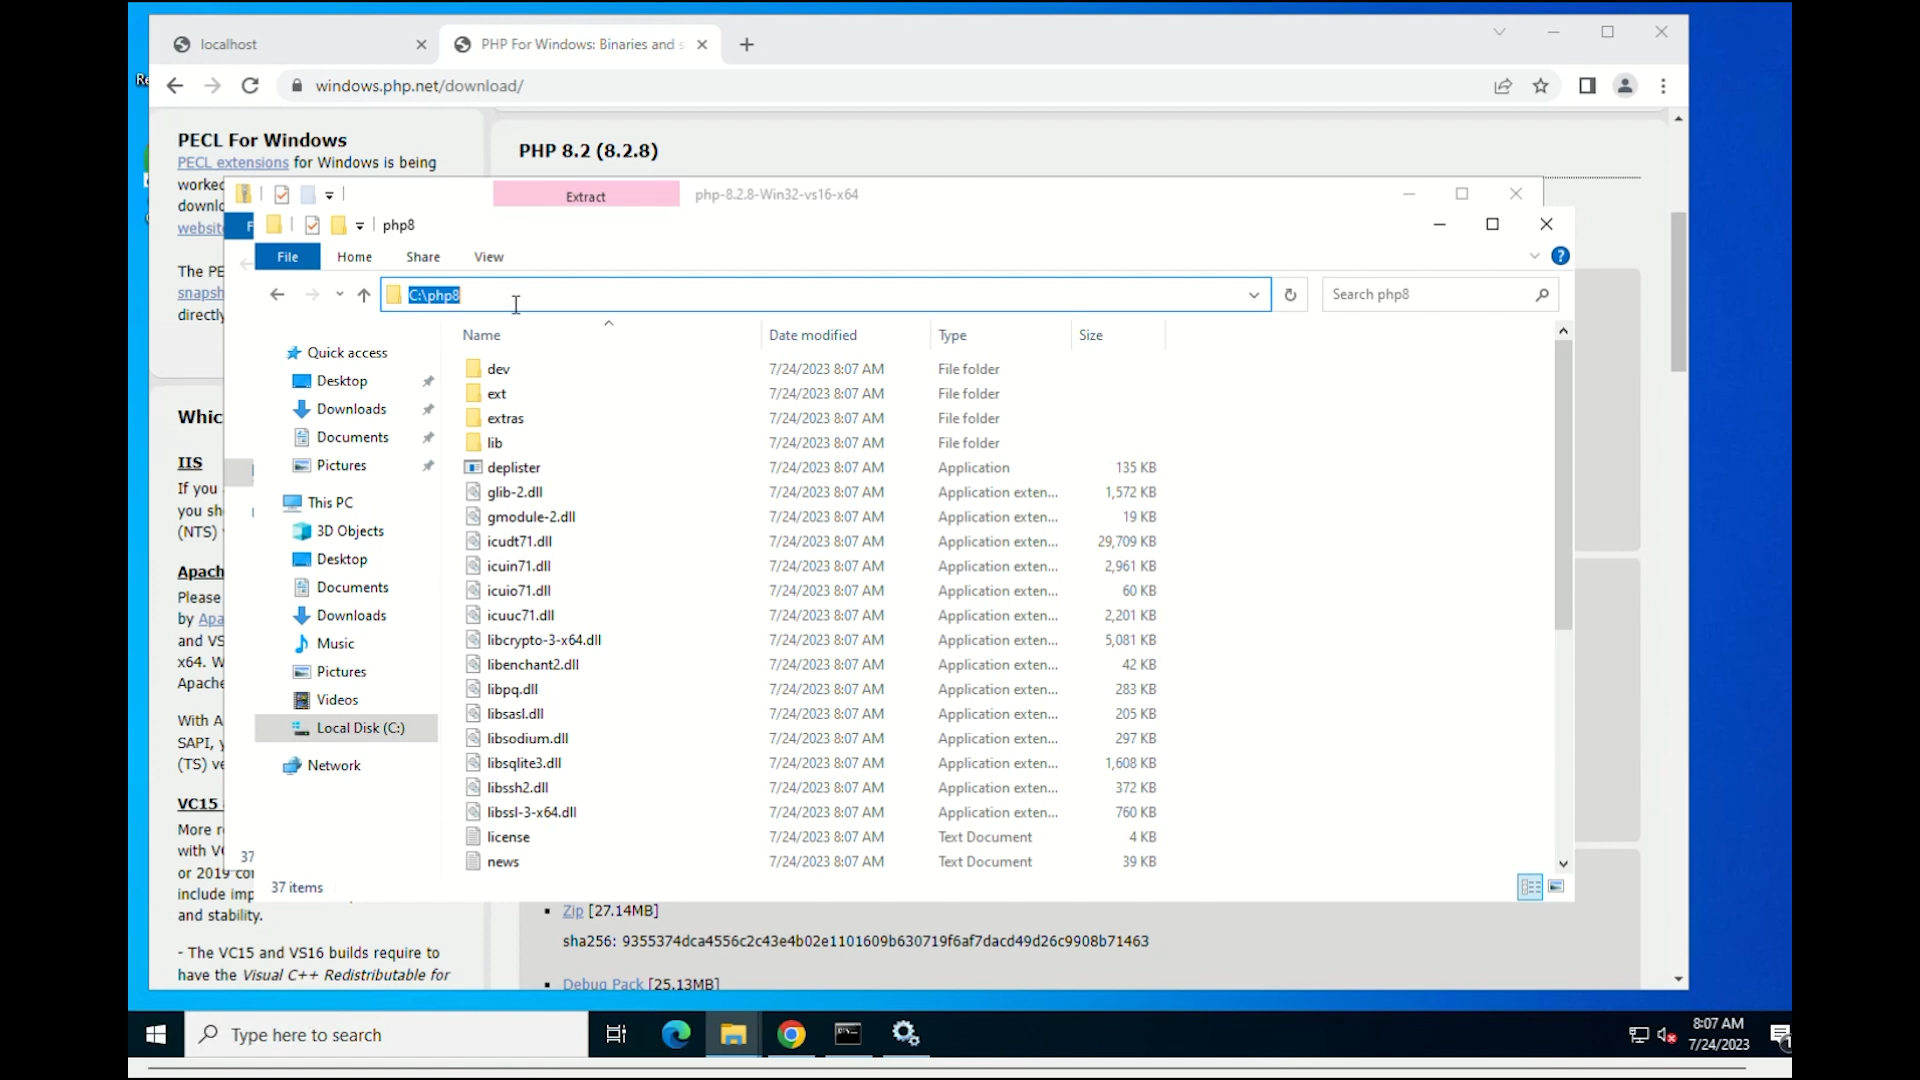 localhost
PHP For Windows: Binaries and s
windows.php.net/download/
PECL For Windows
PECL extensions for Windows is being
worked
downlo
website
The PE
snapsh
directly
Whic
IIS
If you
you sh
(NTS)
Apach
Please
by Apa
and VS
x64. W
Apache
With A
SAPI, y
(TS) ve
VC15
More r
with VC
or 2019 con
include imp
and stability.
- The VC15 and VS16 builds require to
have the Visual C++ Redistributable for
PHP 8.2 (8.2.8)
Extract
php-8.2.8-Win32-vs16-x64
F
php8
File
Home
Share
View
?
C:\php8
Search php8
Quick access
Desktop
Downloads
Documents
Pictures
This PC
3D Objects
Desktop
Documents
Downloads
Music
Pictures
Videos
Local Disk (C:)
Network
Name Date modified Type Size
dev 7/24/2023 8:07 AM File folder
ext 7/24/2023 8:07 AM File folder
extras 7/24/2023 8:07 AM File folder
lib 7/24/2023 8:07 AM File folder
deplister 7/24/2023 8:07 AM Application 135 KB
glib-2.dll 7/24/2023 8:07 AM Application exten... 1,572 KB
gmodule-2.dll 7/24/2023 8:07 AM Application exten... 19 KB
icudt71.dll 7/24/2023 8:07 AM Application exten... 29,709 KB
icuin71.dll 7/24/2023 8:07 AM Application exten... 2,961 KB
icuio71.dll 7/24/2023 8:07 AM Application exten... 60 KB
icuuc71.dll 7/24/2023 8:07 AM Application exten... 2,201 KB
libcrypto-3-x64.dll 7/24/2023 8:07 AM Application exten... 5,081 KB
libenchant2.dll 7/24/2023 8:07 AM Application exten... 42 KB
libpq.dll 7/24/2023 8:07 AM Application exten... 283 KB
libsasl.dll 7/24/2023 8:07 AM Application exten... 205 KB
libsodium.dll 7/24/2023 8:07 AM Application exten... 297 KB
libsqlite3.dll 7/24/2023 8:07 AM Application exten... 1,608 KB
libssh2.dll 7/24/2023 8:07 AM Application exten... 372 KB
libssl-3-x64.dll 7/24/2023 8:07 AM Application exten... 760 KB
license 7/24/2023 8:07 AM Text Document 4 KB
news 7/24/2023 8:07 AM Text Document 39 KB
37
37 items
Zip [27.14MB]
sha256: 9355374dca4556c2c43e4b02e1101609b630719f6af7dacd49d26c9908b71463
Debug Pack [25.13MB]
Re
Type here to search
8:07 AM
7/24/2023
1